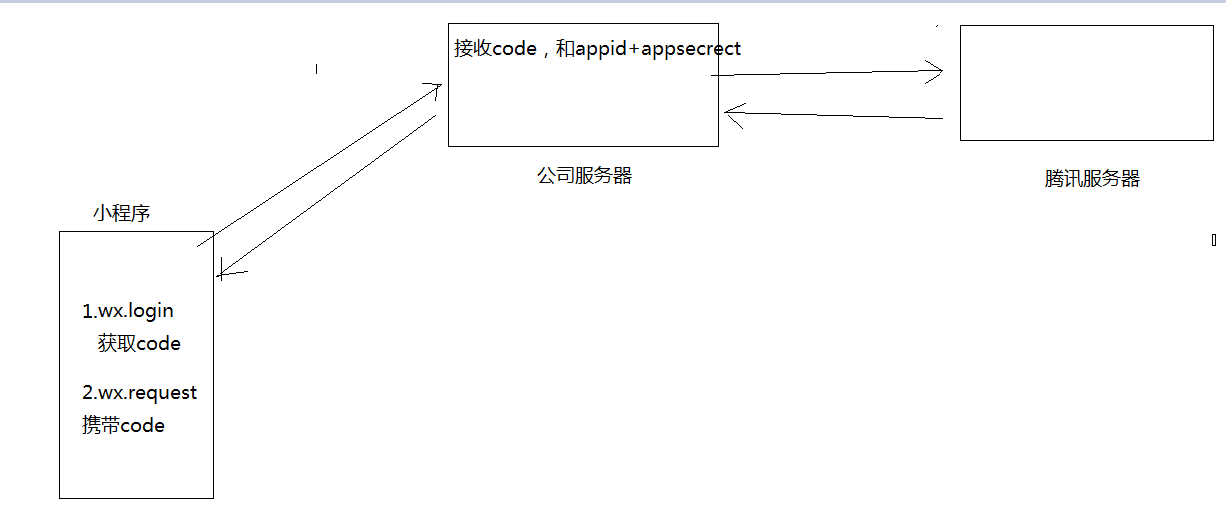 接收code，和appid+appsecrect
公司服务器
腾讯服务器
小程序
1.wx.login
获取code
2.wx.request
携带code